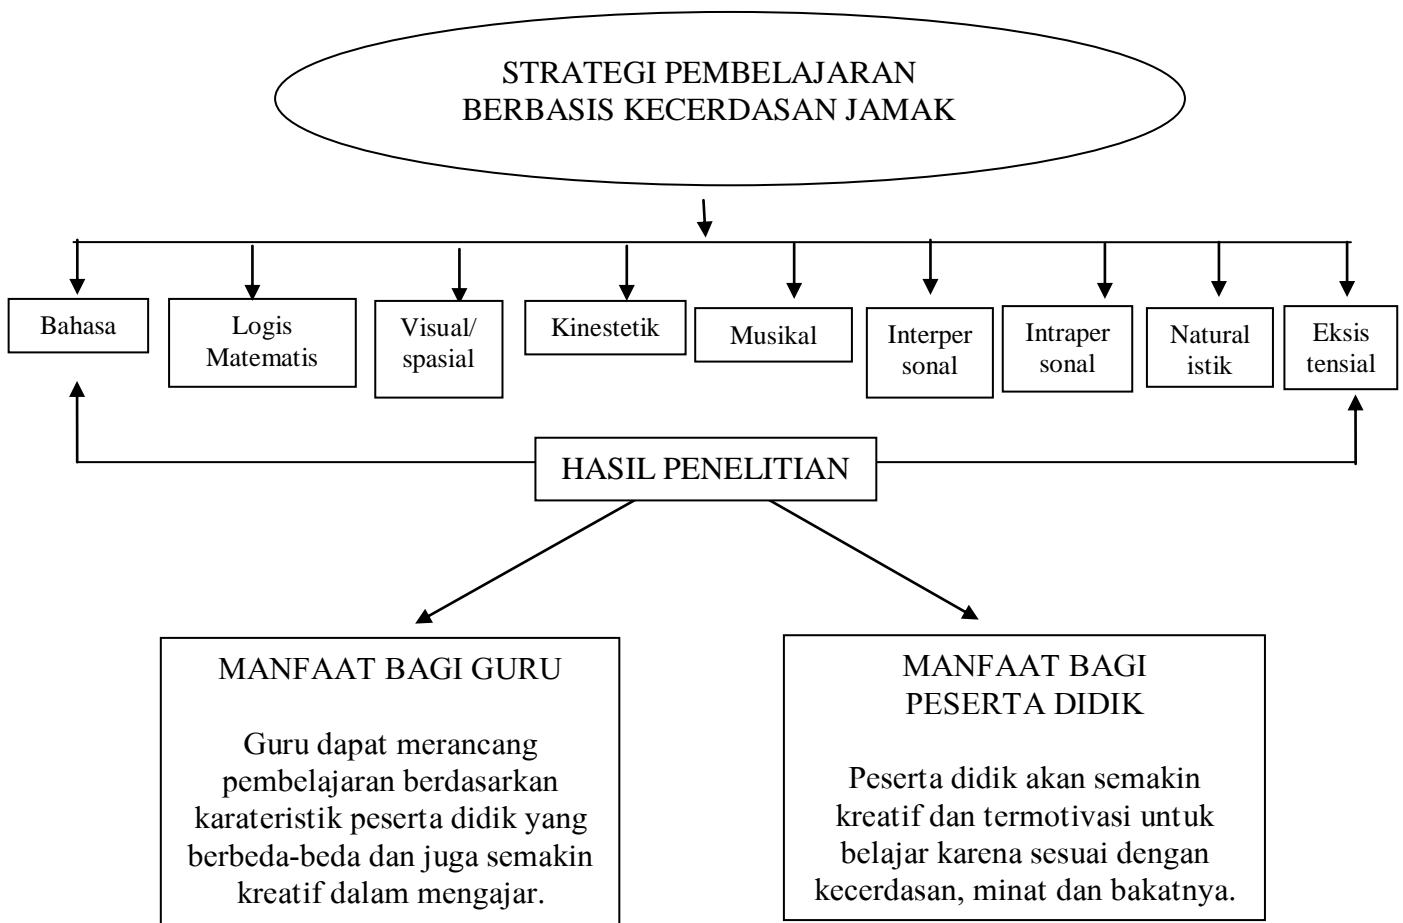 STRATEGI PEMBELAJARAN
BERBASIS KECERDASAN JAMAK
Bahasa
Logis
Matematis
Visual/
spasial
Kinestetik
Musikal
Interper
sonal
Intraper
sonal
Natural
istik
Eksis
tensial
HASIL PENELITIAN
MANFAAT BAGI GURU
Guru dapat merancang
pembelajaran berdasarkan
karateristik peserta didik yang
berbeda-beda dan juga semakin
kreatif dalam mengajar.
MANFAAT BAGI
PESERTA DIDIK
Peserta didik akan semakin
kreatif dan termotivasi untuk
belajar karena sesuai dengan
kecerdasan, minat dan bakatnya.